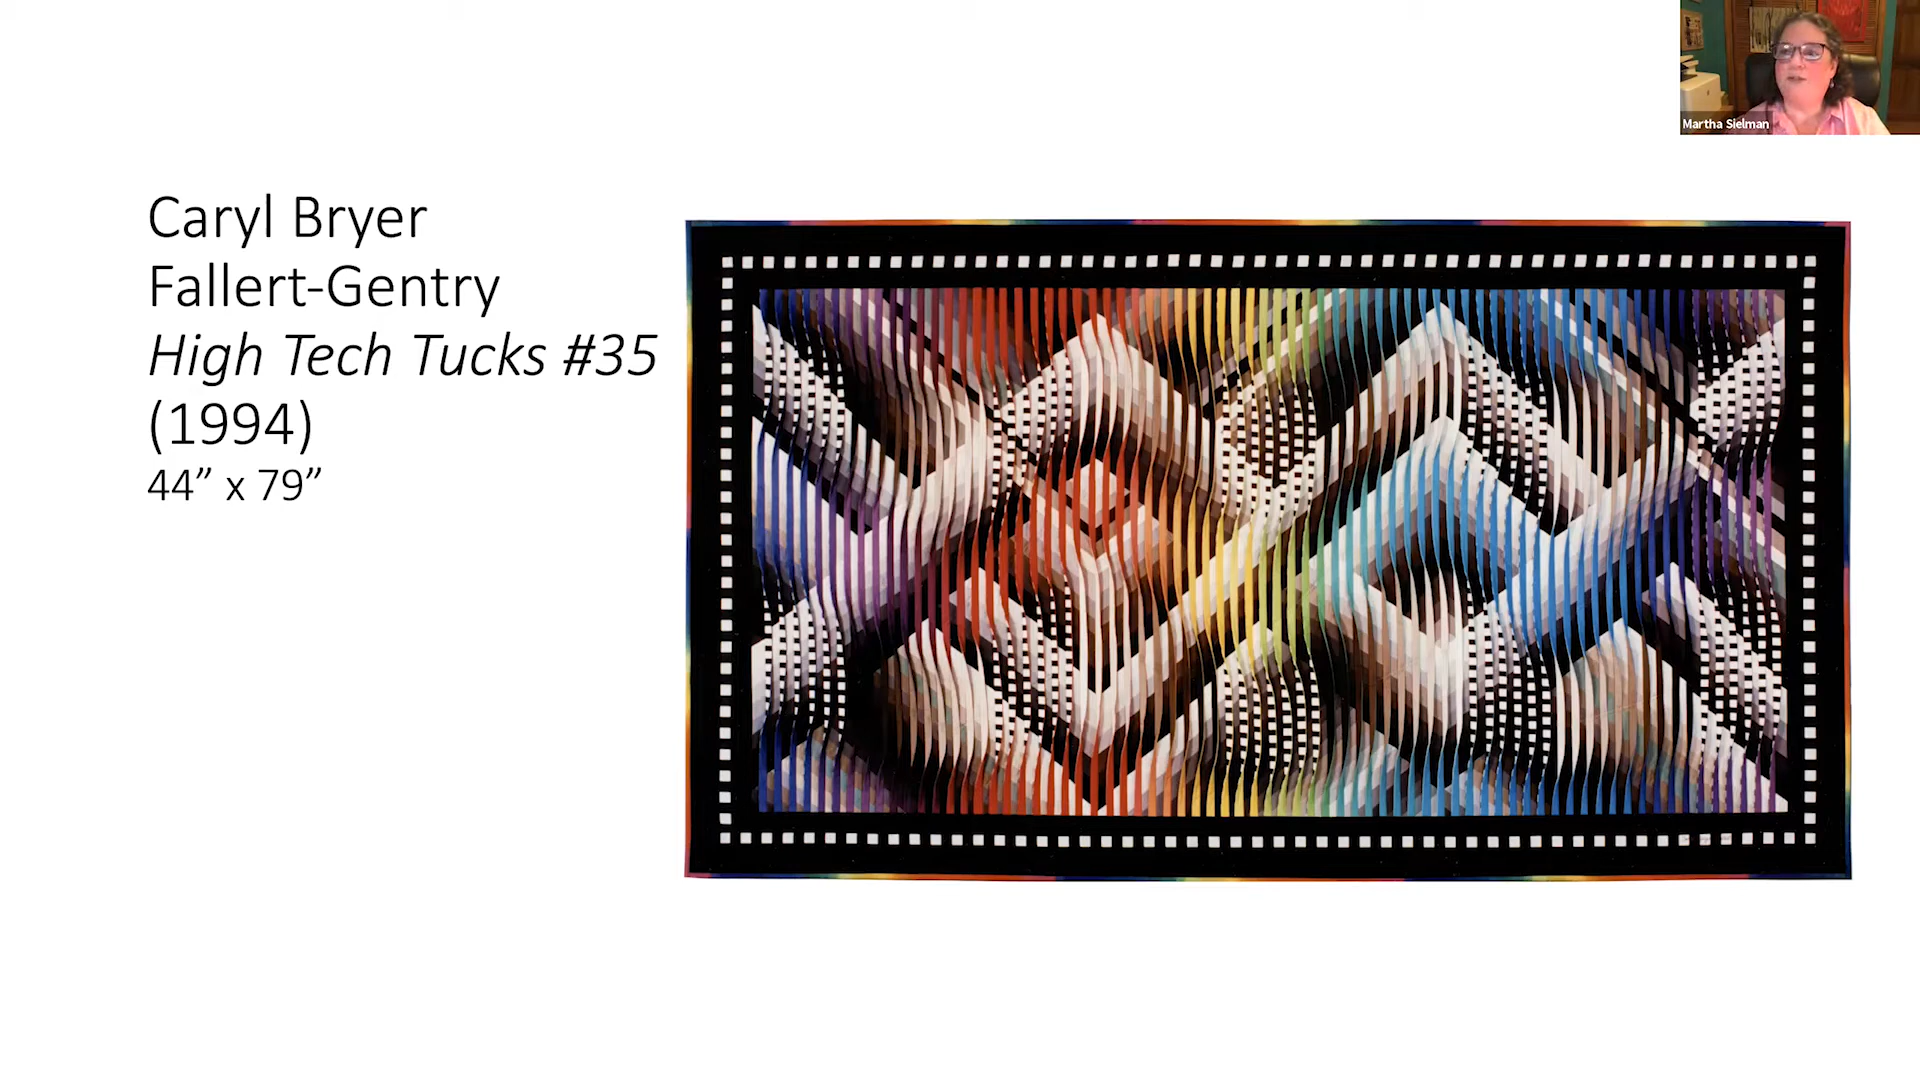 Martha Sielman
Caryl Bryer
Fallert-Gentry
High Tech Tucks #35
(1994)
44” x 79”